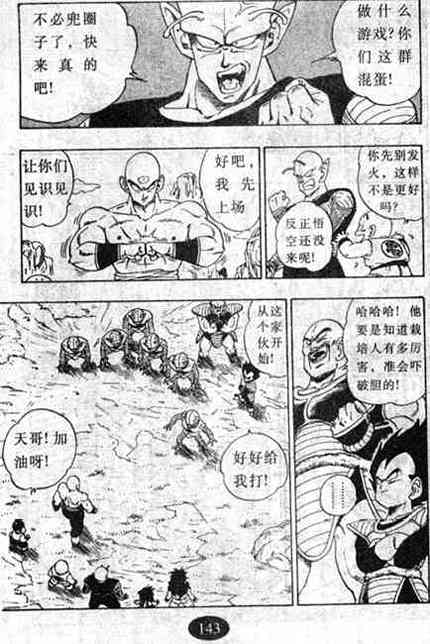 做什么
游戏?你
们这群
混蛋!
不必兜圈
子了,快
来真的
吧!
你先别发
火,这样
不是更好
吗?
反正悟
空还没
来呢!
好吧,
我先
上场
让你们
见识见
识!
哈哈哈!他
要是知道栽
培人有多厉
害,准会吓
破胆的!
………
从这
个家
伙开
始!
好好给
我打!
天哥!加
油呀!
143